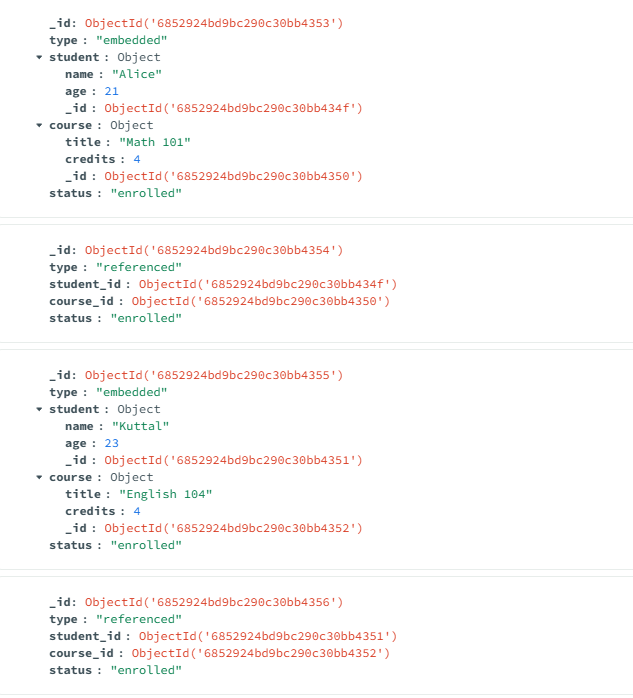 _id: ObjectId('6852924bd9bc290c30bb4353')
type : "embedded"
student : Object
name : "Alice"
age : 21
_id : ObjectId('6852924bd9bc290c30bb434f')
course : Object
title : "Math 101"
credits : 4
_id : ObjectId('6852924bd9bc290c30bb4350')
status : "enrolled"
_id: ObjectId('6852924bd9bc290c30bb4354')
type : "referenced"
student_id : ObjectId('6852924bd9bc290c30bb434f')
course_id : ObjectId('6852924bd9bc290c30bb4350')
status : "enrolled"
_id: ObjectId('6852924bd9bc290c30bb4355')
type : "embedded"
student : Object
name : "Kuttal"
age : 23
_id : ObjectId('6852924bd9bc290c30bb4351')
course : Object
title : "English 104"
credits : 4
_id : ObjectId('6852924bd9bc290c30bb4352')
status : "enrolled"
_id: ObjectId('6852924bd9bc290c30bb4356')
type : "referenced"
student_id : ObjectId('6852924bd9bc290c30bb4351')
course_id : ObjectId('6852924bd9bc290c30bb4352')
status : "enrolled"